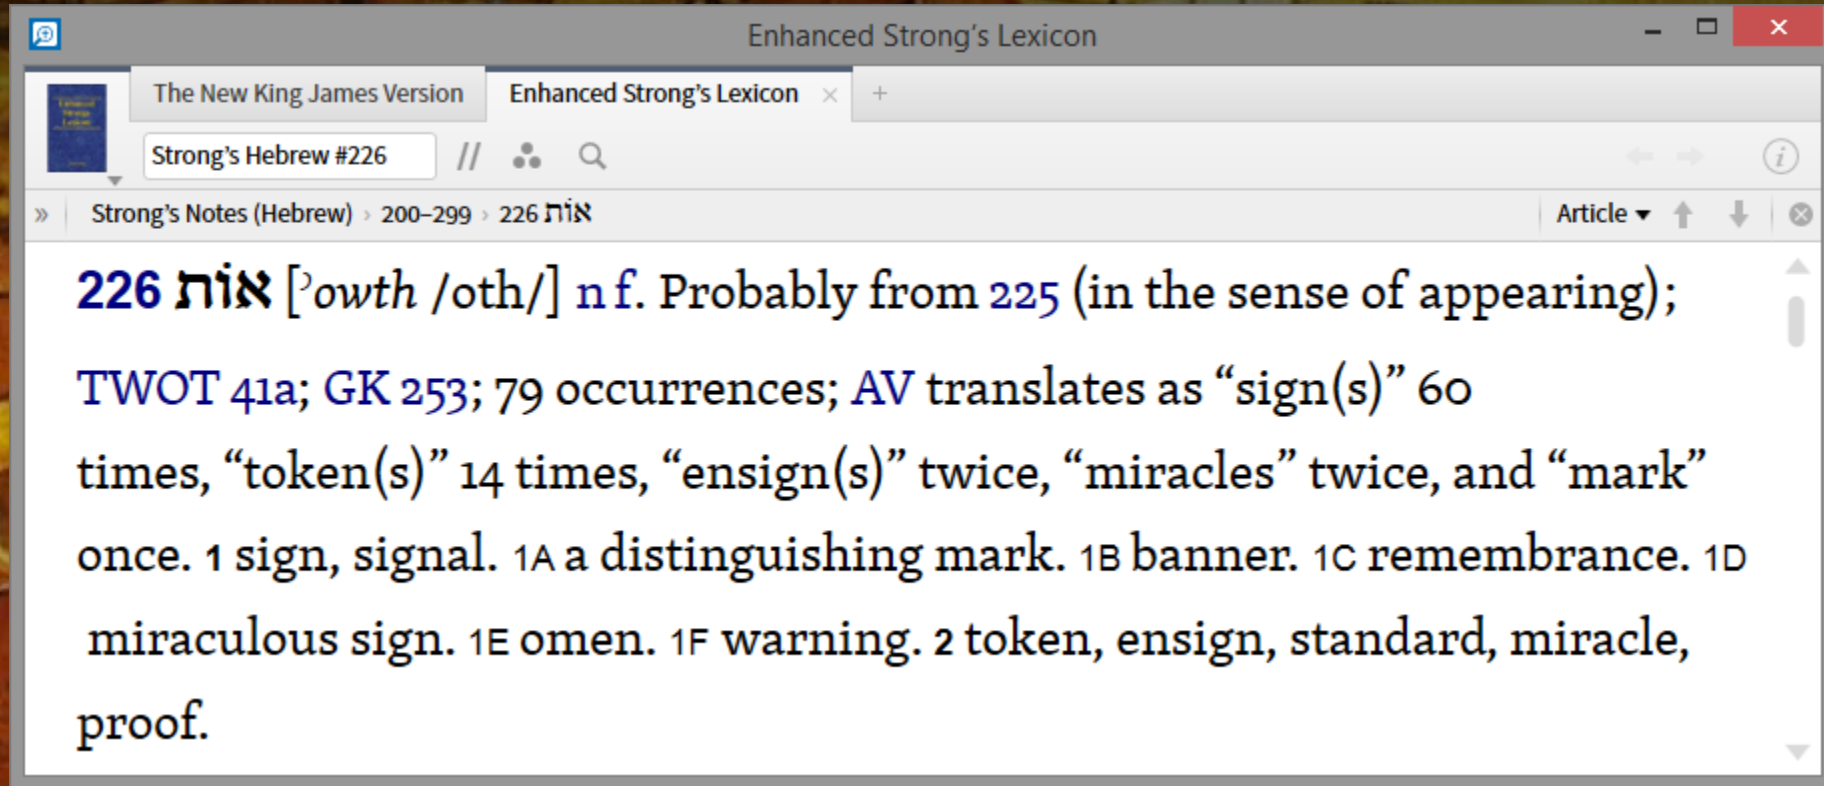 Enhanced Strong’s Lexicon
The New King James Version Enhanced Strong’s Lexicon × +
Strong’s Hebrew #226 //
» Strong’s Notes (Hebrew) › 200–299 › 226 אוֹת Article
226 אוֹת [ʾowth /oth/] n f. Probably from 225 (in the sense of appearing);
TWOT 41a; GK 253; 79 occurrences; AV translates as “sign(s)” 60
times, “token(s)” 14 times, “ensign(s)” twice, “miracles” twice, and “mark”
once. 1 sign, signal. 1A a distinguishing mark. 1B banner. 1C remembrance. 1D
miraculous sign. 1E omen. 1F warning. 2 token, ensign, standard, miracle,
proof.